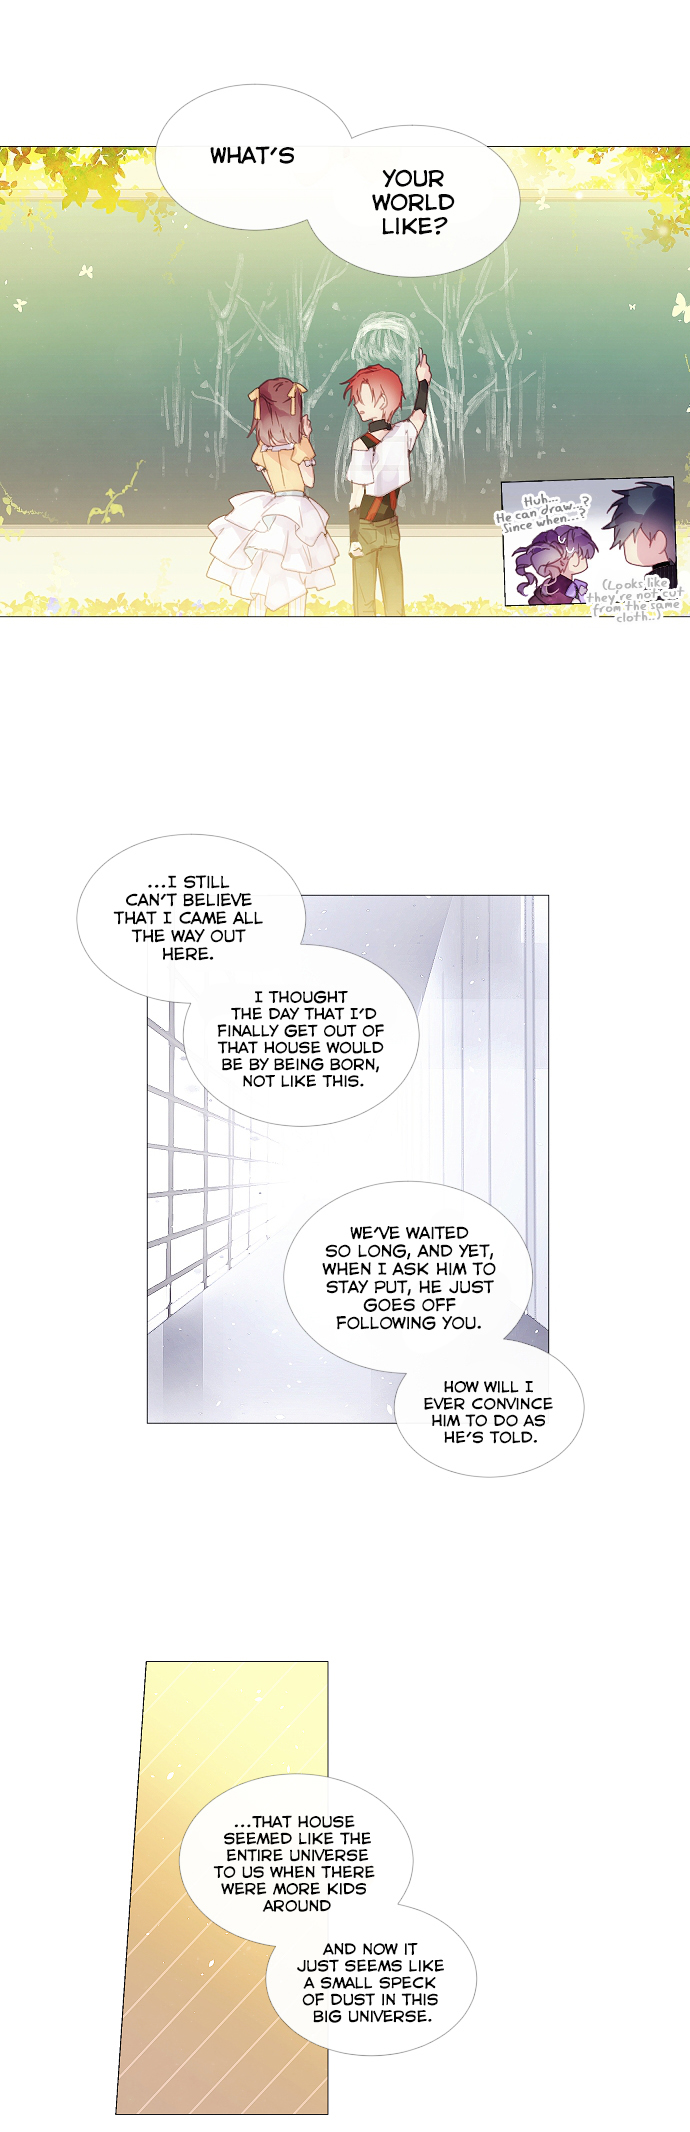 WHAT'S
YOUR
WORLD
LIKE?
Huh...
He can draw...?
Since when...?
(Looks like
they're not cut
from the same
cloth..)
...I STILL
CAN'T BELIEVE
THAT I CAME ALL
THE WAY OUT
HERE.
I THOUGHT
THE DAY THAT I'D
FINALLY GET OUT OF
THAT HOUSE WOULD
BE BY BEING BORN,
NOT LIKE THIS.
WE'VE WAITED
SO LONG, AND YET,
WHEN I ASK HIM TO
STAY PUT, HE JUST
GOES OFF
FOLLOWING YOU.
HOW WILL I
EVER CONVINCE
HIM TO DO AS
HE'S TOLD.
...THAT HOUSE
SEEMED LIKE THE
ENTIRE UNIVERSE
TO US WHEN THERE
WERE MORE KIDS
AROUND
AND NOW IT
JUST SEEMS LIKE
A SMALL SPECK
OF DUST IN THIS
BIG UNIVERSE.